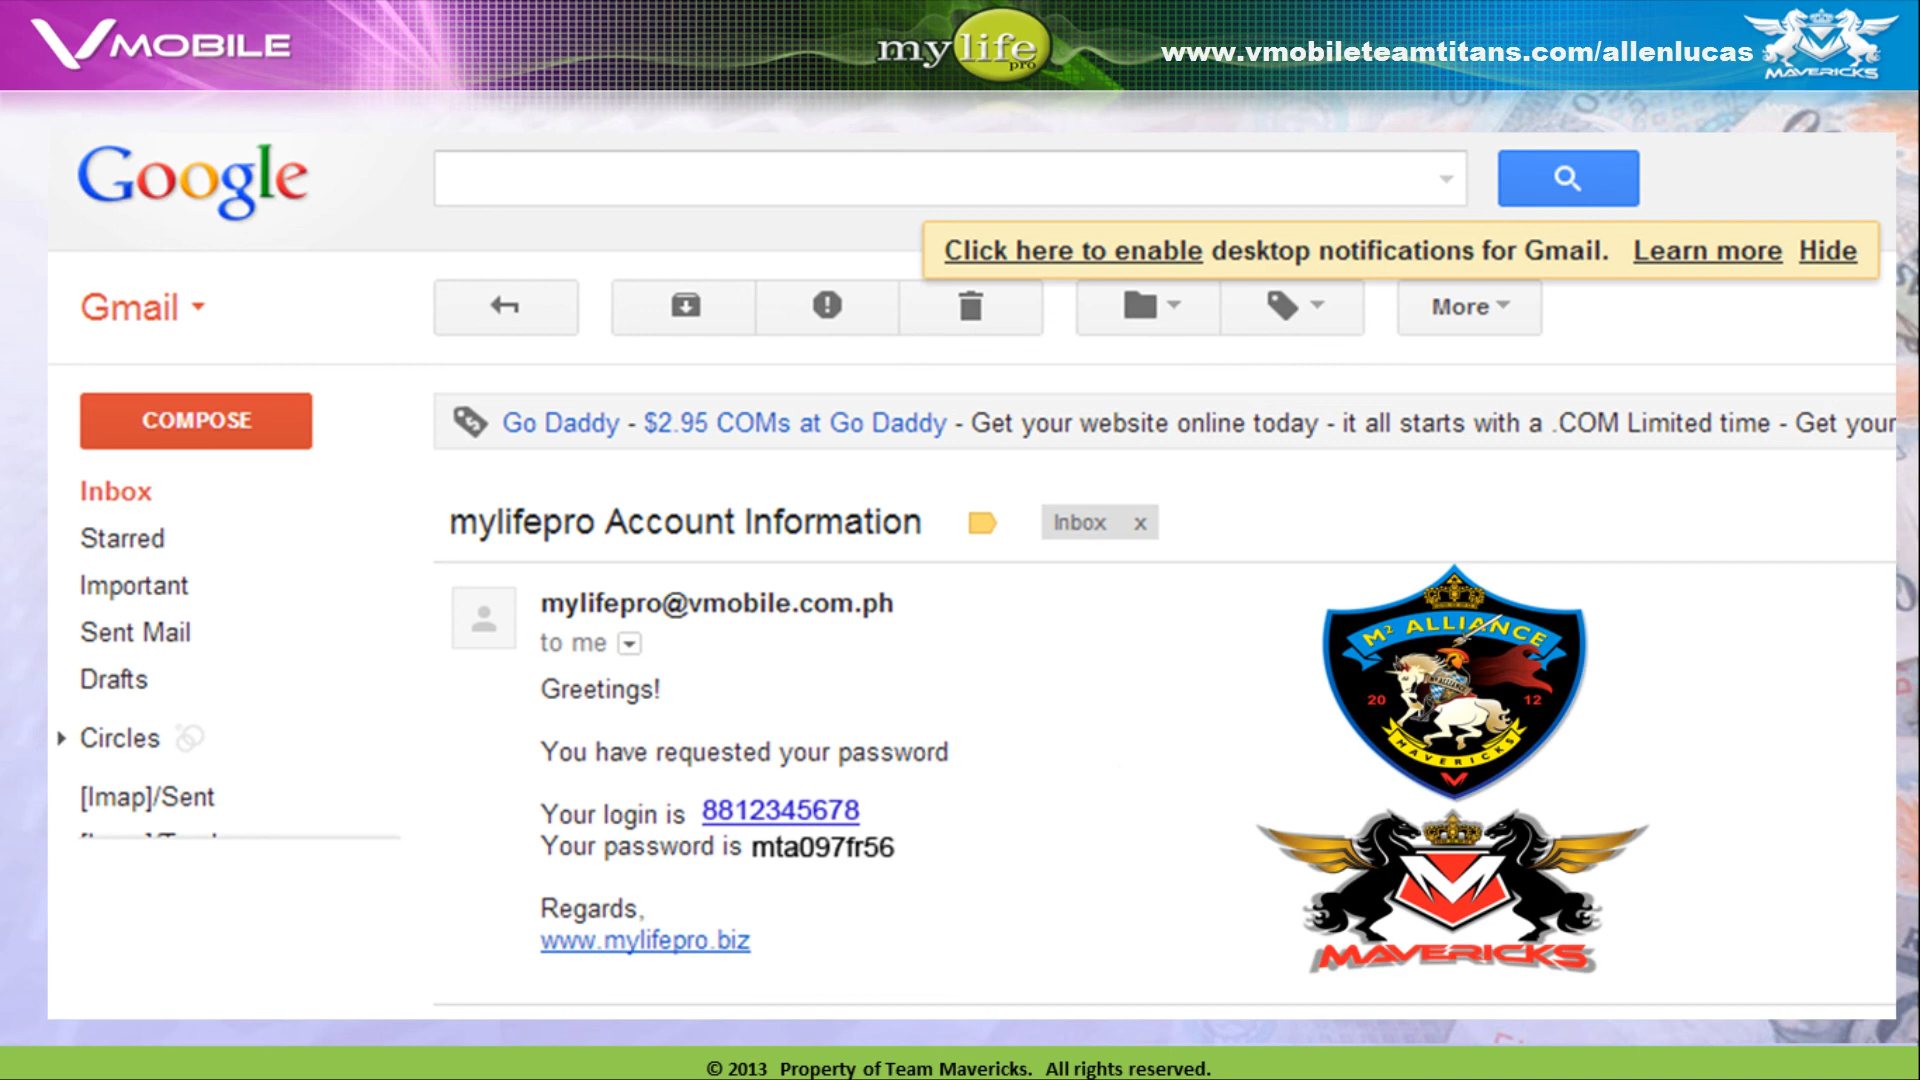 VMOBILE
mylife pro
www.vmobileteamtitans.com/allenlucas
MAVERICKS
Google
Click here to enable desktop notifications for Gmail. Learn more Hide
Gmail
More
COMPOSE
Go Daddy - $2.95 COMs at Go Daddy - Get your website online today - it all starts with a .COM Limited time - Get your
Inbox
Starred
Important
Sent Mail
Drafts
Circles
[Imap]/Sent
mylifepro Account Information
Inbox x
mylifepro@vmobile.com.ph
to me
Greetings!
You have requested your password
Your login is 8812345678
Your password is mta097fr56
Regards,
www.mylifepro.biz
M² ALLIANCE
20 12
MAVERICKS
MAVERICKS
© 2013 Property of Team Mavericks. All rights reserved.